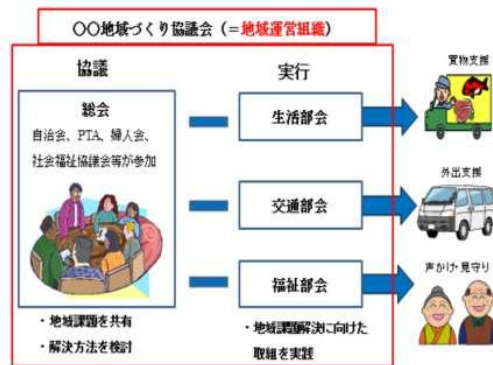 〇〇地域づくり協議会（＝地域運営組織）
協議
実行
総会
自治会、PTA、婦人会、
社会福祉協議会等が参加
・地域課題を共有
・解決方法を検討
生活部会
交通部会
福祉部会
・地域課題解決に向けた
取組を実践
買物支援
外出支援
声かけ・見守り